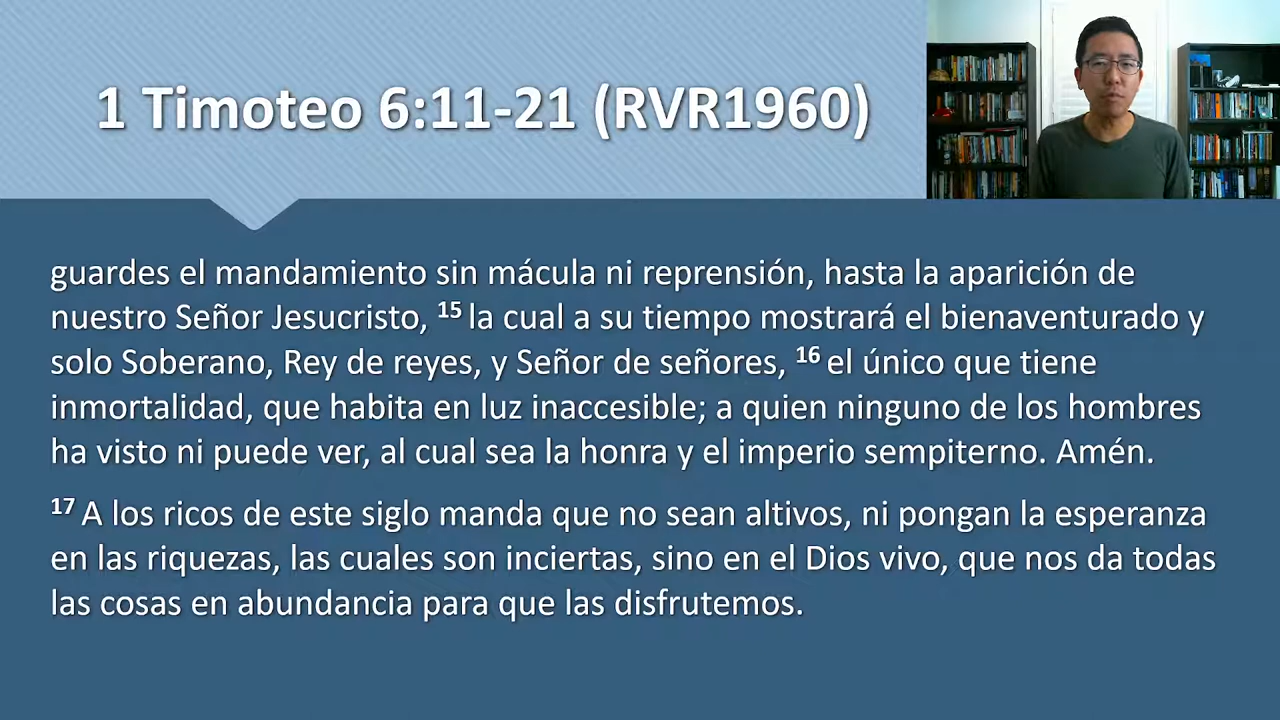 1 Timoteo 6:11-21 (RVR1960)
guardes el mandamiento sin mácula ni reprensión, hasta la aparición de
nuestro Señor Jesucristo, 15 la cual a su tiempo mostrará el bienaventurado y
solo Soberano, Rey de reyes, y Señor de señores, 16 el único que tiene
inmortalidad, que habita en luz inaccesible; a quien ninguno de los hombres
ha visto ni puede ver, al cual sea la honra y el imperio sempiterno. Amén.
17 A los ricos de este siglo manda que no sean altivos, ni pongan la esperanza
en las riquezas, las cuales son inciertas, sino en el Dios vivo, que nos da todas
las cosas en abundancia para que las disfrutemos.